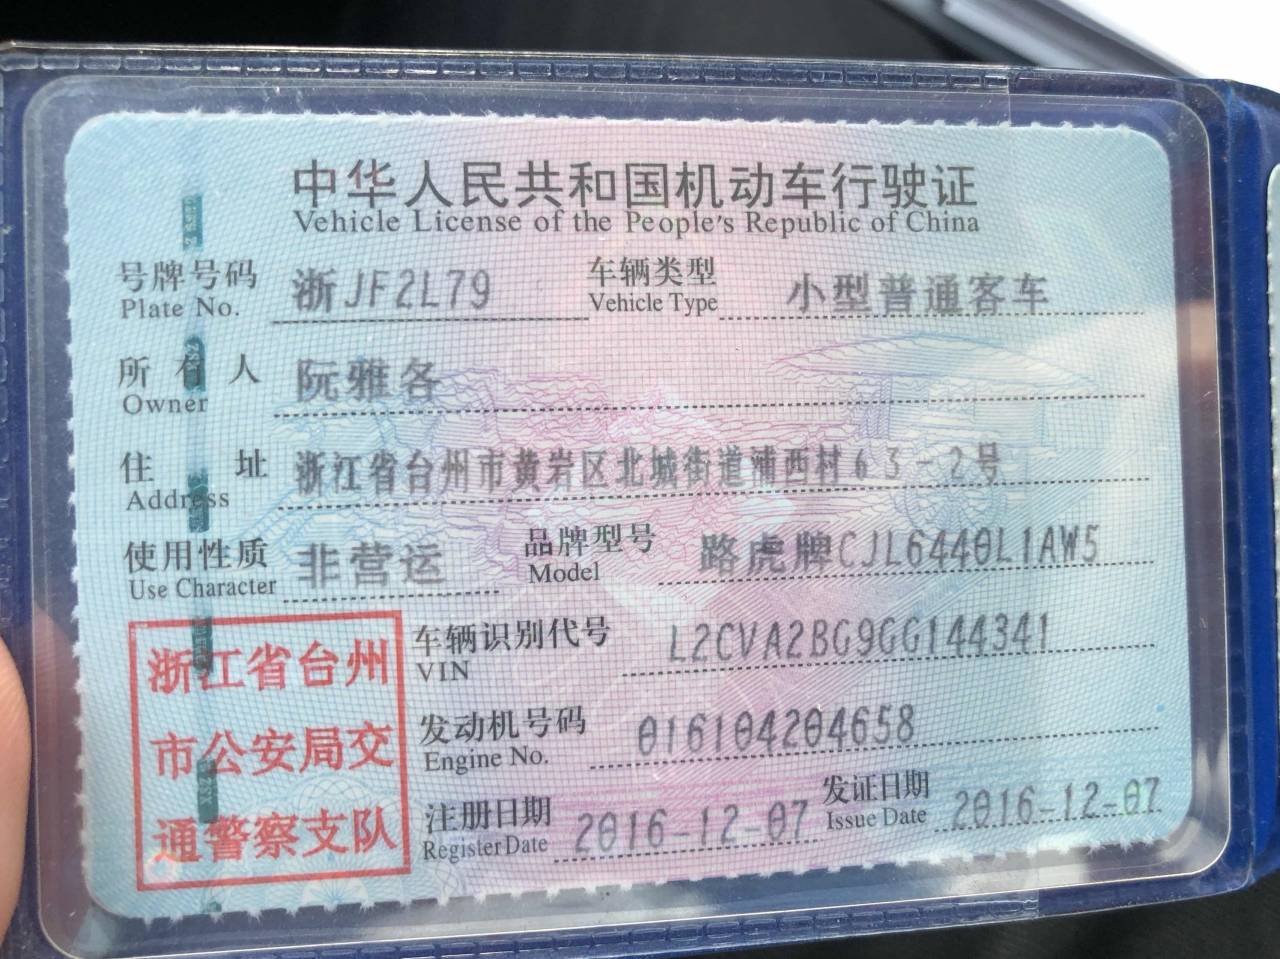 中华人民共和国机动车行驶证
Vehicle License of the People's Republic of China
号牌号码 浙JF2L79 车辆类型 小型普通客车
Plate No. Vehicle Type
所有人 阮雅各
Owner
住址 浙江省台州市黄岩区北城街道浦西村63-2号
Address
使用性质 非营运 品牌型号 路虎牌CJL6440L1AW5
Use Character Model
浙江省台州
市公安局交
通警察支队
车辆识别代号 L2CVA2BG9GG144341
VIN
发动机号码 016104204658
Engine No.
注册日期 2016-12-07 发证日期 2016-12-07
Register Date Issue Date